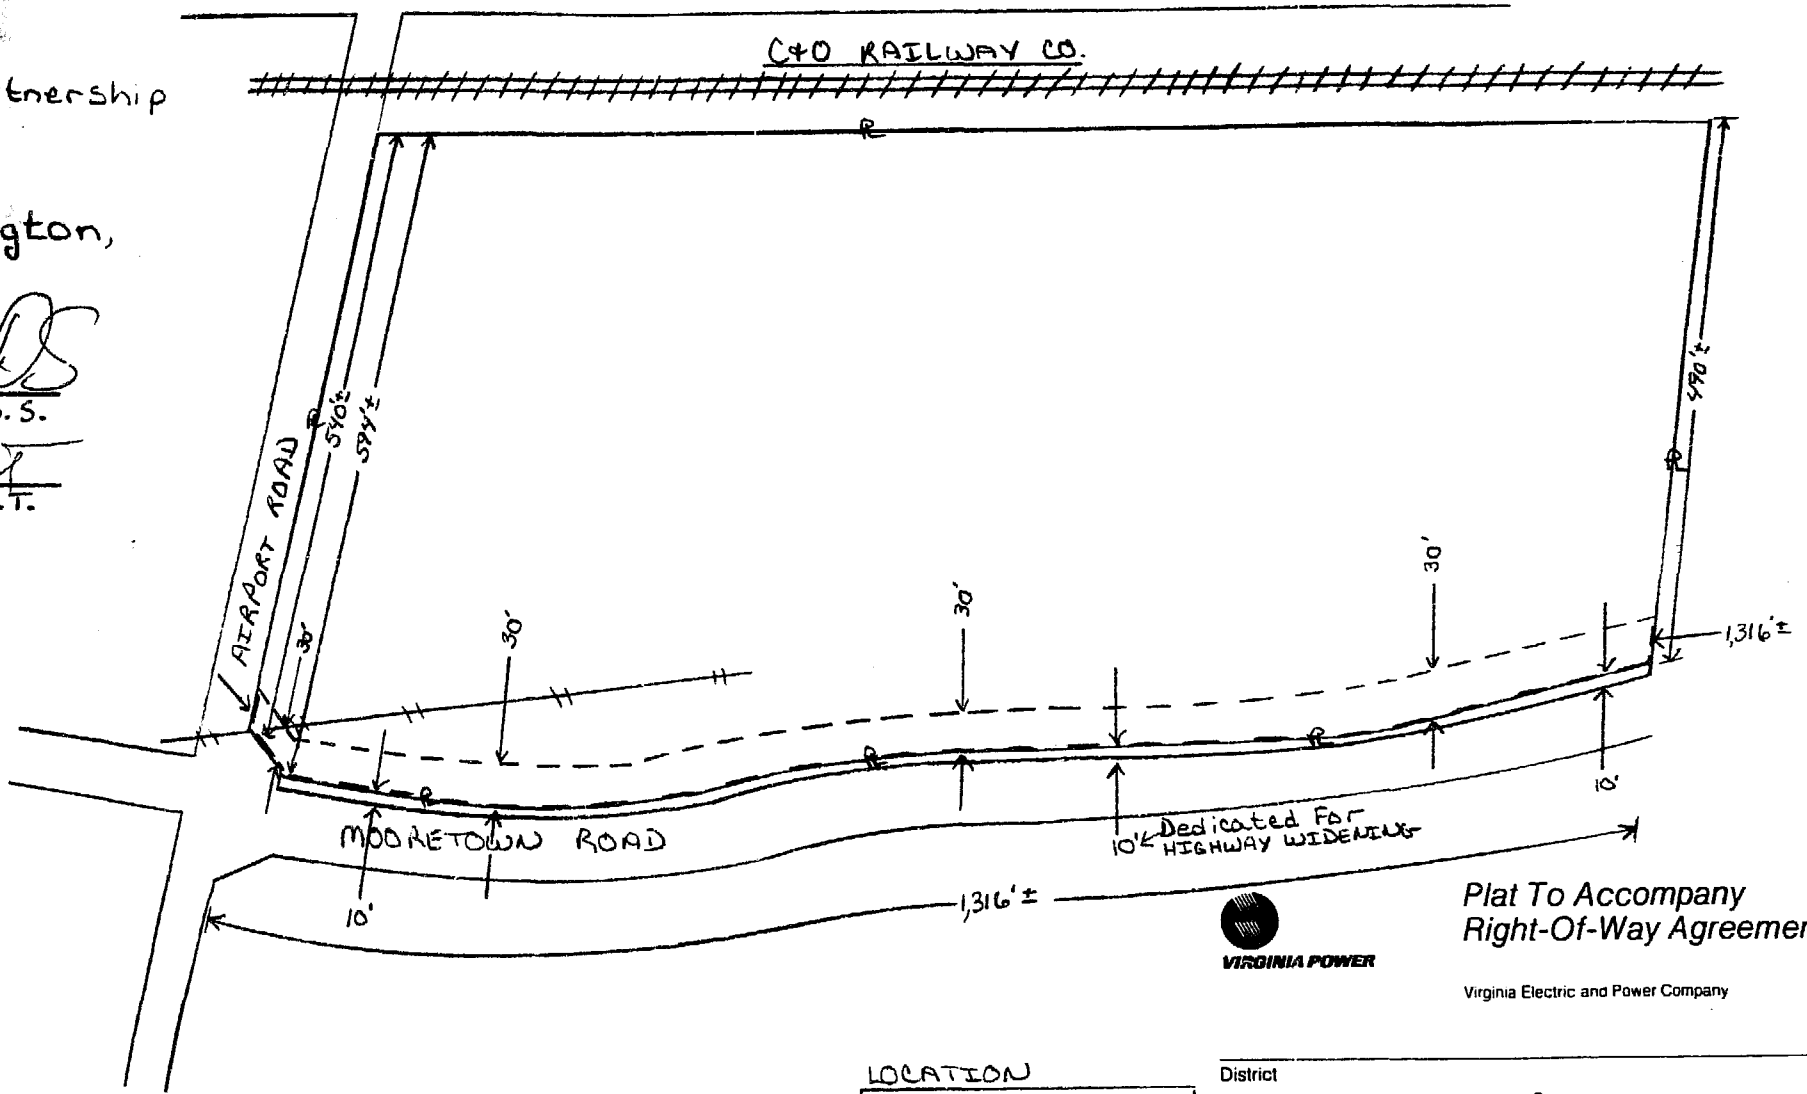 C+O RAILWAY CO.
tnership
gton,
.S.
.T.
AIRPORT ROAD
540'±
594'±
490'±
30'
30'
30'
30'
1,316'±
MOORETOWN ROAD
10'
10'
10' Dedicated For
HIGHWAY WIDENING
1,316'±
VIRGINIA POWER
Plat To Accompany
Right-Of-Way Agreemen
Virginia Electric and Power Company
LOCATION
District